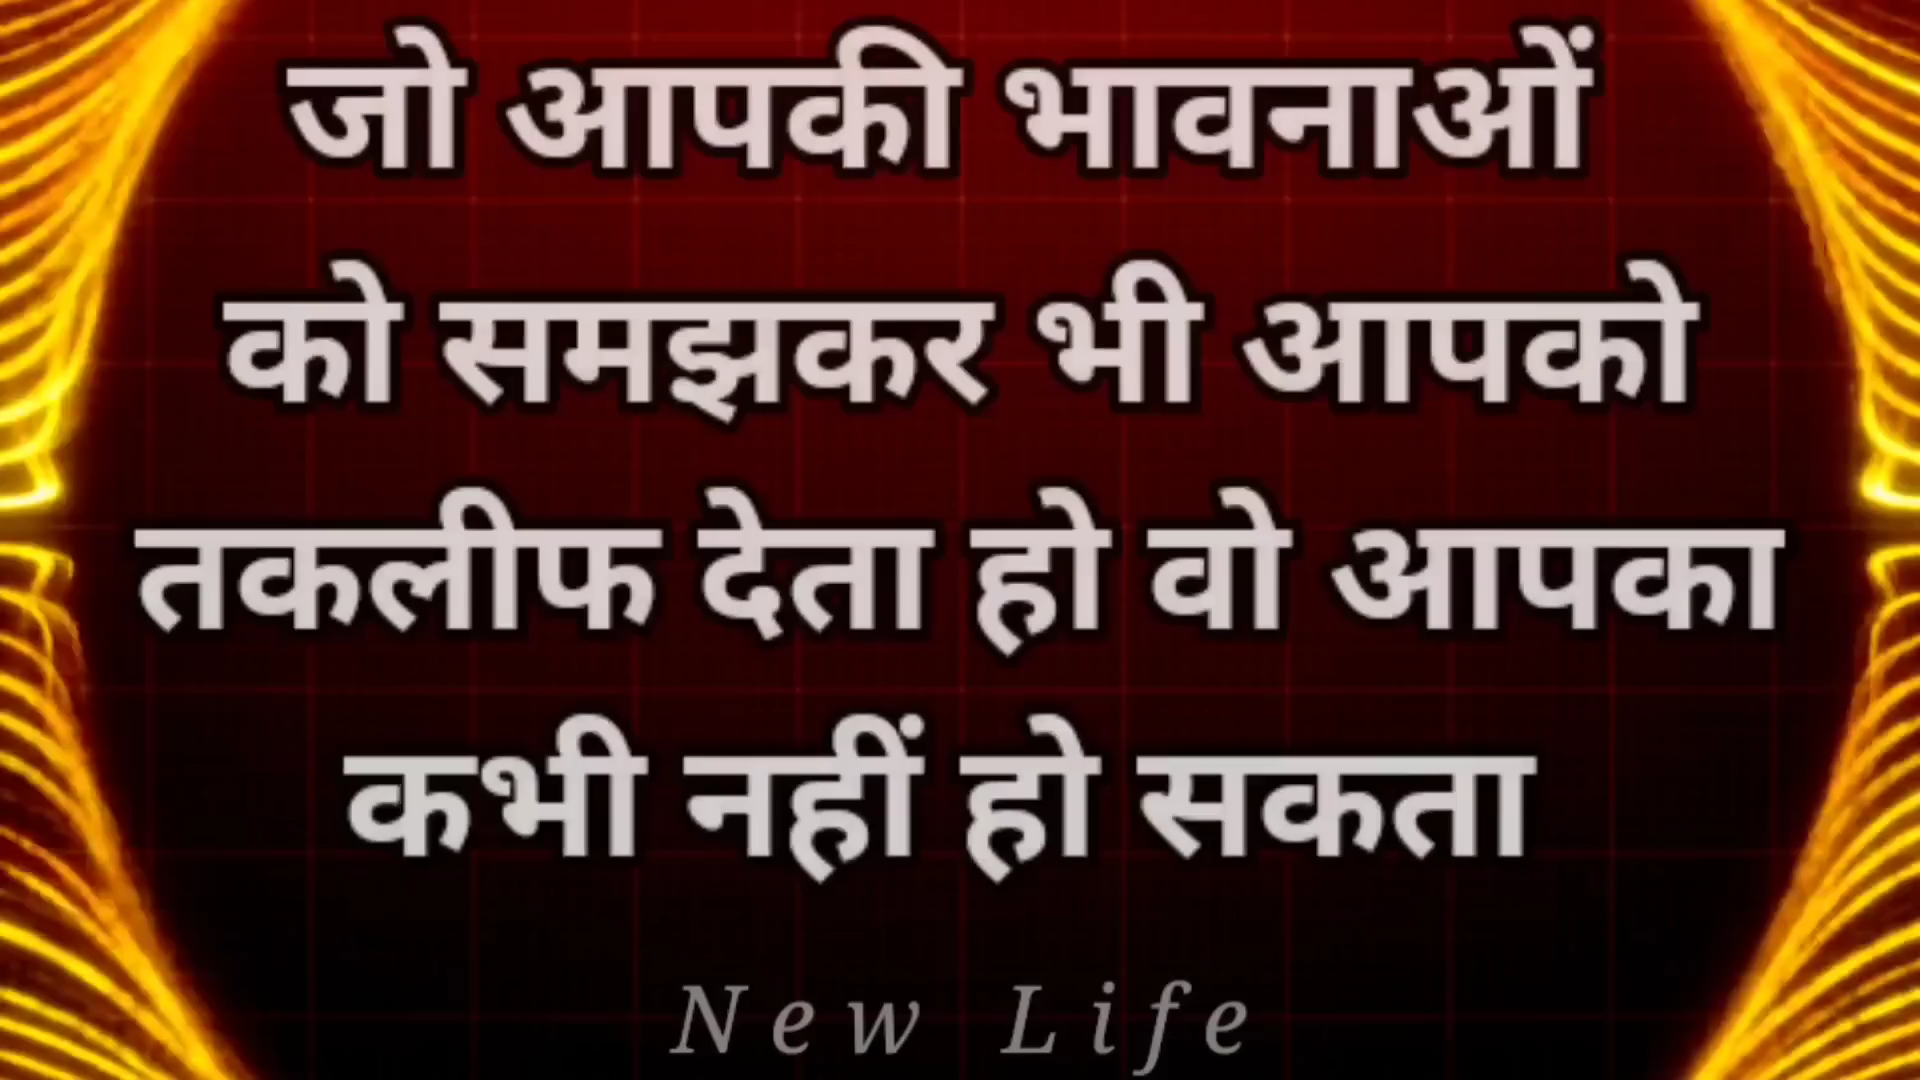 जो आपकी भावनाओं
को समझकर भी आपको
तकलीफ देता हो वो आपका
कभी नहीं हो सकता
New Life